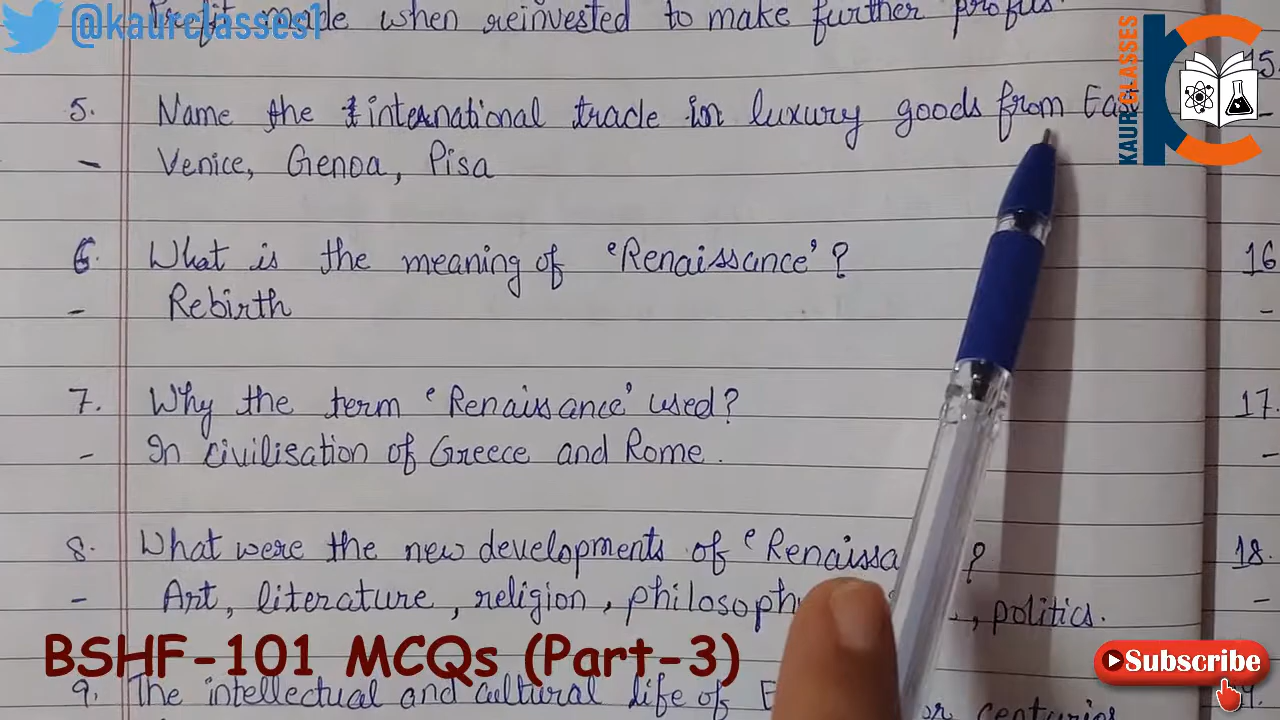 @kaurclasses1
made when reinvested to make further profits
15.
5. Name the international trade in luxury goods from East
- Venice, Genoa, Pisa
-
KAUR CLASSES
6. What is the meaning of 'Renaissance'?
16
- Rebirth
-
7. Why the term 'Renaissance' used?
17.
- In civilisation of Greece and Rome.
-
8. What were the new developments of 'Renaissa ?
18.
- Art, literature, religion, philosoph , politics.
-
BSHF-101 MCQs (Part-3)
Subscribe
9. The intellectual and cultural life of centuries